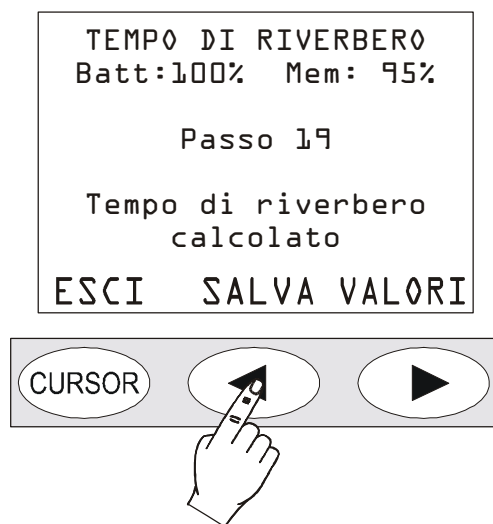 TEMPO DI RIVERBERO
Batt:100% Mem: 95%
Passo 19
Tempo di riverbero
calcolato
ESCI SALVA VALORI
CURSOR